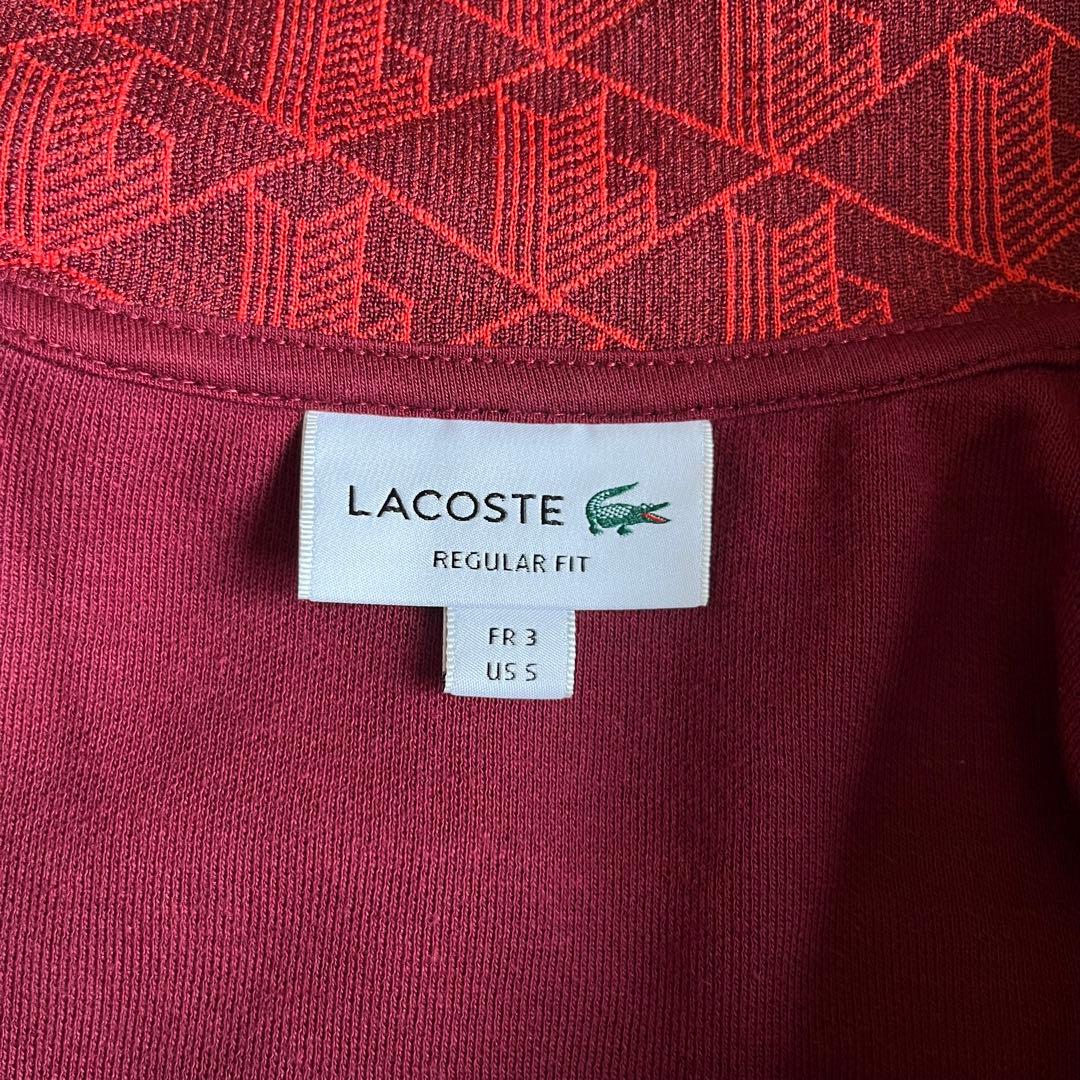 LACOSTE
REGULAR FIT
FR 3
US S